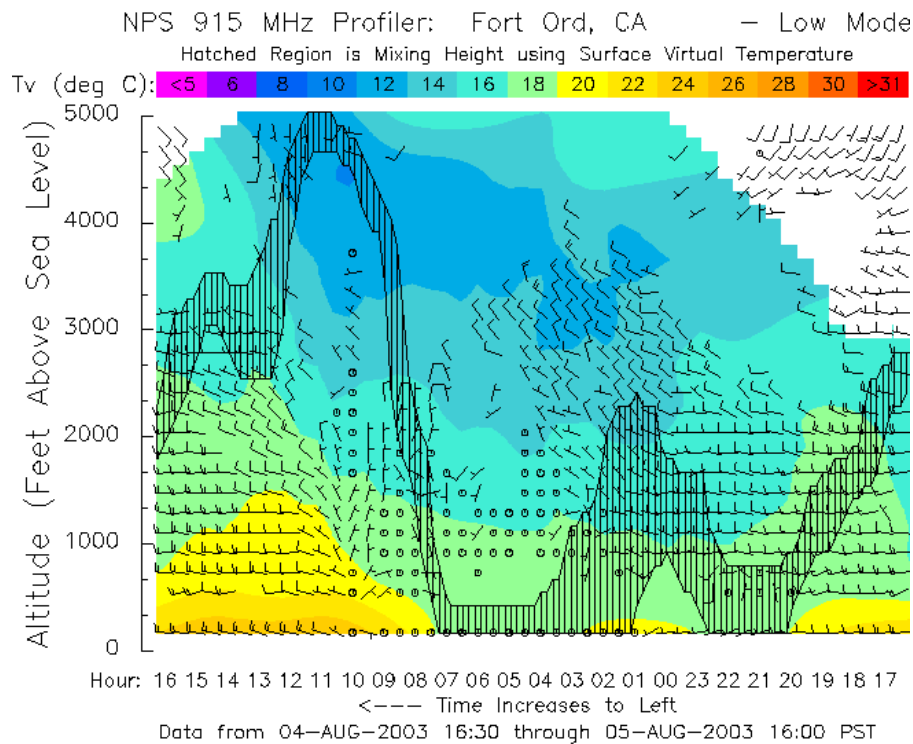 NPS 915 MHz Profiler: Fort Ord, CA — Low Mode
Hatched Region is Mixing Height using Surface Virtual Temperature
Tv (deg C): <5 6 8 10 12 14 16 18 20 22 24 26 28 30 >31
Altitude (Feet Above Sea Level)
5000
4000
3000
2000
1000
0
Hour: 16 15 14 13 12 11 10 09 08 07 06 05 04 03 02 01 00 23 22 21 20 19 18 17
<--- Time Increases to Left
Data from 04-AUG-2003 16:30 through 05-AUG-2003 16:00 PST